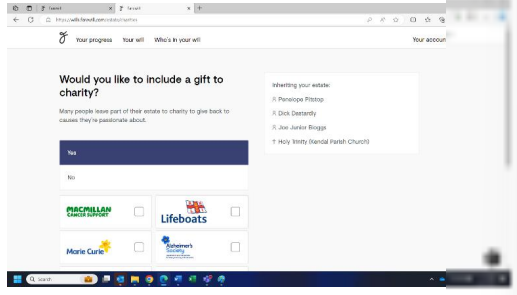 farewill
farewill
https://wills.farewill.com
Your progress Your will Who's in your will
Your accoun
Would you like to include a gift to
charity?
Many people leave part of their estate to charity to give back to
causes they're passionate about.
Yes
No
MACMILLAN
CANCER SUPPORT
Lifeboats
Marie Curie
Alzheimer's
Society
Inheriting your estate:
Penelope Pitstop
Dick Dastardly
Joe Junior Bloggs
Holy Trinity (Kendal Parish Church)
Search